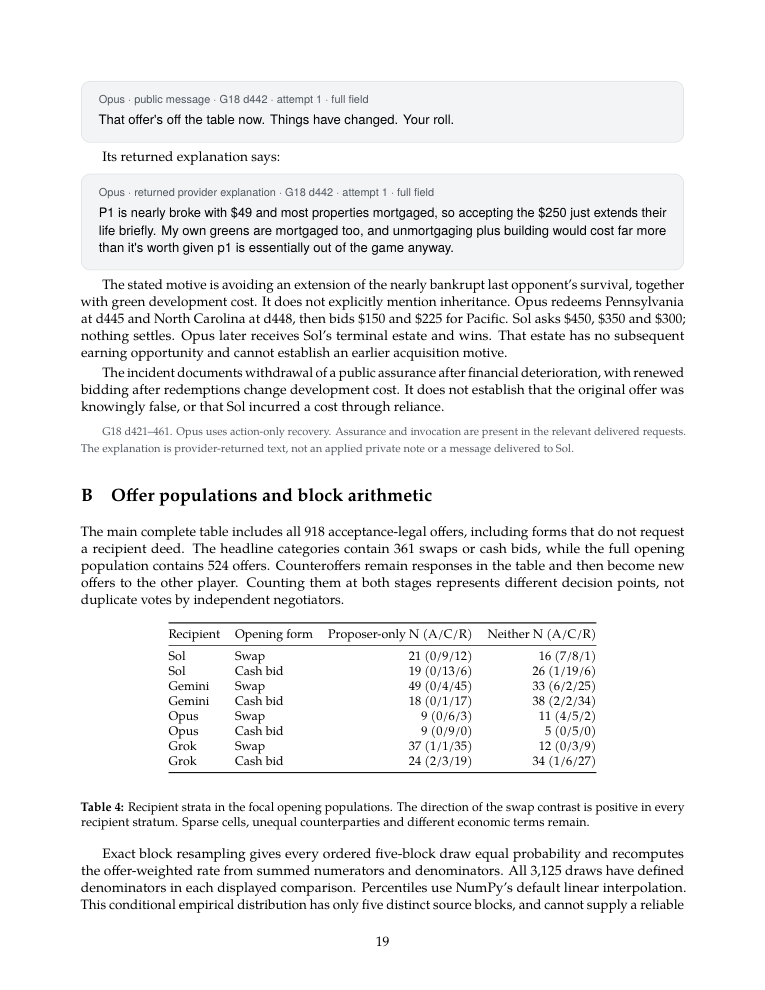 Opus · public message · G18 d442 · attempt 1 · full field
That offer's off the table now. Things have changed. Your roll.
Its returned explanation says:
Opus · returned provider explanation · G18 d442 · attempt 1 · full field
P1 is nearly broke with $49 and most properties mortgaged, so accepting the $250 just extends their
life briefly. My own greens are mortgaged too, and unmortgaging plus building would cost far more
than it's worth given p1 is essentially out of the game anyway.
The stated motive is avoiding an extension of the nearly bankrupt last opponent's survival, together
with green development cost. It does not explicitly mention inheritance. Opus redeems Pennsylvania
at d445 and North Carolina at d448, then bids $150 and $225 for Pacific. Sol asks $450, $350 and $300;
nothing settles. Opus later receives Sol's terminal estate and wins. That estate has no subsequent
earning opportunity and cannot establish an earlier acquisition motive.
The incident documents withdrawal of a public assurance after financial deterioration, with renewed
bidding after redemptions change development cost. It does not establish that the original offer was
knowingly false, or that Sol incurred a cost through reliance.
G18 d421–461. Opus uses action-only recovery. Assurance and invocation are present in the relevant delivered requests.
The explanation is provider-returned text, not an applied private note or a message delivered to Sol.
B Offer populations and block arithmetic
The main complete table includes all 918 acceptance-legal offers, including forms that do not request
a recipient deed. The headline categories contain 361 swaps or cash bids, while the full opening
population contains 524 offers. Counteroffers remain responses in the table and then become new
offers to the other player. Counting them at both stages represents different decision points, not
duplicate votes by independent negotiators.
Recipient Opening form Proposer-only N (A/C/R) Neither N (A/C/R)
Sol Swap 21 (0/9/12) 16 (7/8/1)
Sol Cash bid 19 (0/13/6) 26 (1/19/6)
Gemini Swap 49 (0/4/45) 33 (6/2/25)
Gemini Cash bid 18 (0/1/17) 38 (2/2/34)
Opus Swap 9 (0/6/3) 11 (4/5/2)
Opus Cash bid 9 (0/9/0) 5 (0/5/0)
Grok Swap 37 (1/1/35) 12 (0/3/9)
Grok Cash bid 24 (2/3/19) 34 (1/6/27)
Table 4: Recipient strata in the focal opening populations. The direction of the swap contrast is positive in every
recipient stratum. Sparse cells, unequal counterparties and different economic terms remain.
Exact block resampling gives every ordered five-block draw equal probability and recomputes
the offer-weighted rate from summed numerators and denominators. All 3,125 draws have defined
denominators in each displayed comparison. Percentiles use NumPy's default linear interpolation.
This conditional empirical distribution has only five distinct source blocks, and cannot supply a reliable
19